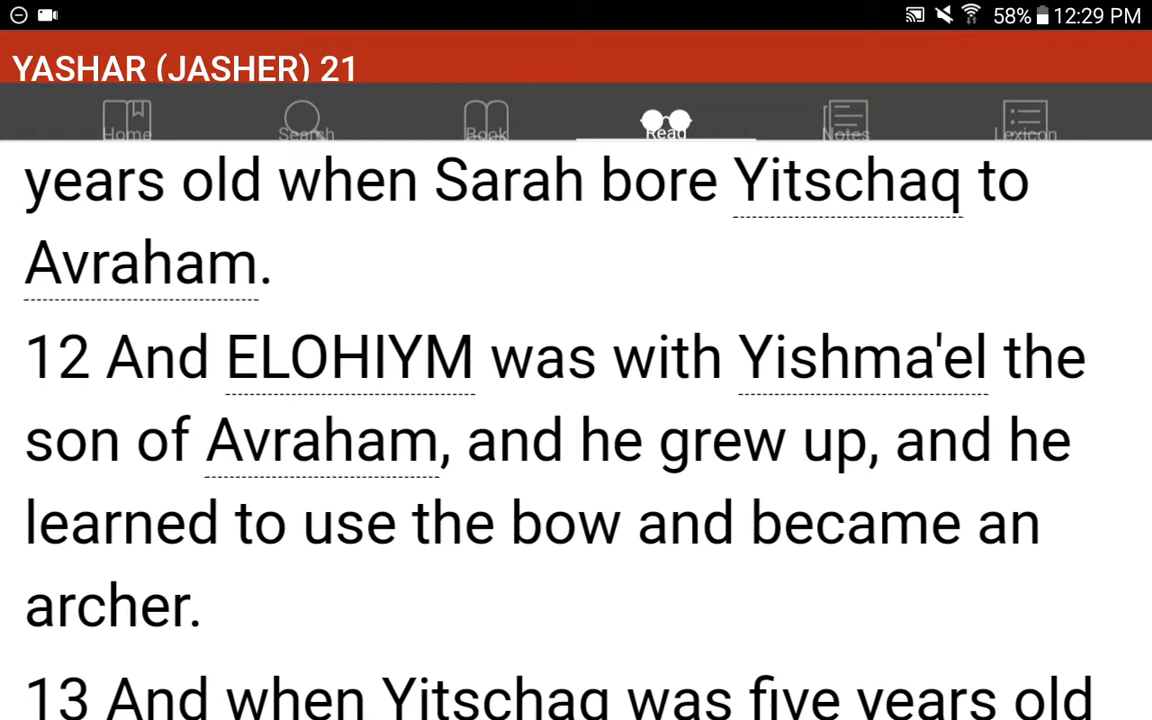 58% 12:29 PM
YASHAR (JASHER) 21
Home Search Book Read Notes Lexicon
years old when Sarah bore Yitschaq to
Avraham.
12 And ELOHIYM was with Yishma'el the
son of Avraham, and he grew up, and he
learned to use the bow and became an
archer.
13 And when Yitschaq was five years old